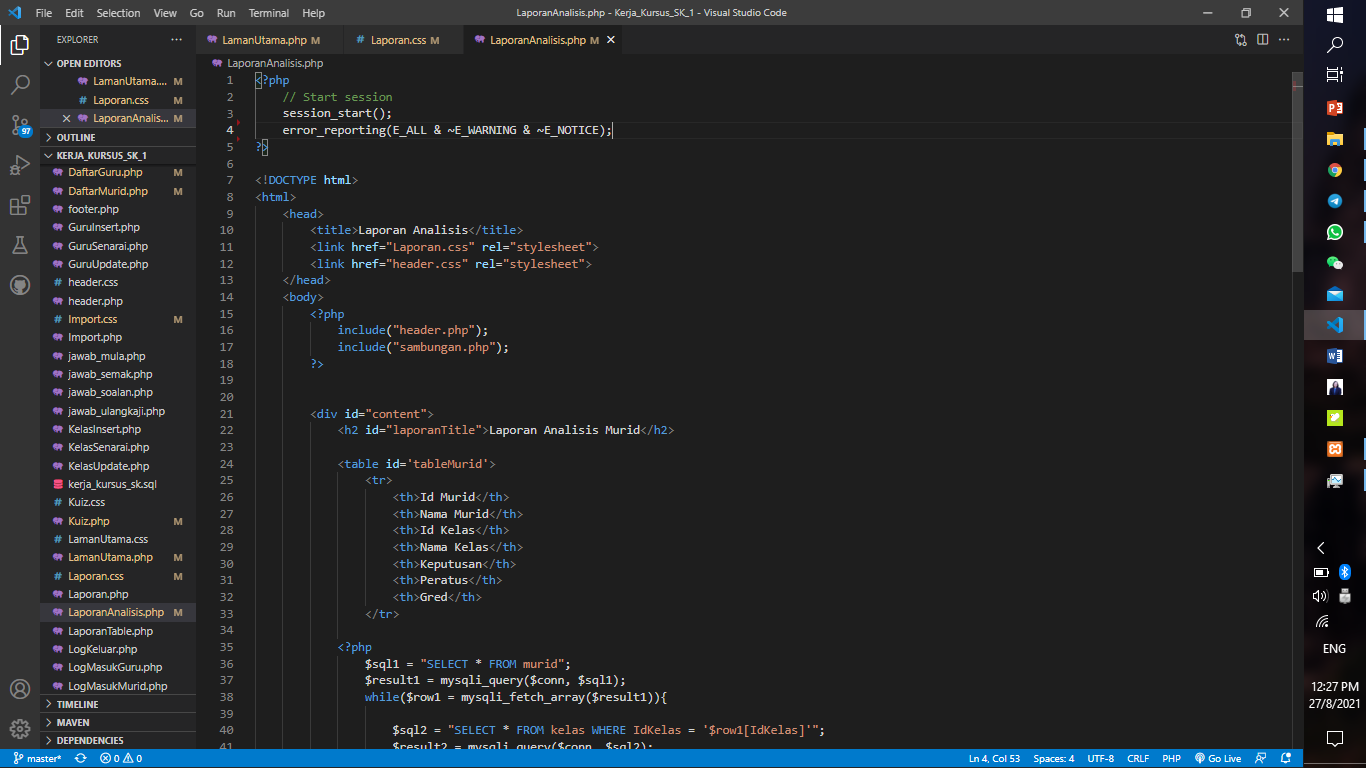 File Edit Selection View Go Run Terminal Help
LaporanAnalisis.php - Kerja_Kursus_SK_1 - Visual Studio Code
EXPLORER
OPEN EDITORS
LamanUtama.... M
Laporan.css M
LaporanAnalis... M
OUTLINE
KERJA_KURSUS_SK_1
DaftarGuru.php M
DaftarMurid.php M
footer.php
GuruInsert.php
GuruSenarai.php
GuruUpdate.php
header.css
header.php
Import.css M
Import.php
jawab_mula.php
jawab_semak.php
jawab_soalan.php
jawab_ulangkaji.php
KelasInsert.php
KelasSenarai.php
KelasUpdate.php
kerja_kursus_sk.sql
Kuiz.css
Kuiz.php M
LamanUtama.css
LamanUtama.php M
Laporan.css M
Laporan.php
LaporanAnalisis.php M
LaporanTable.php
LogKeluar.php
LogMasukGuru.php
LogMasukMurid.php
TIMELINE
MAVEN
DEPENDENCIES
97
LamanUtama.php M
Laporan.css M
LaporanAnalisis.php M
LaporanAnalisis.php
1 <?php
2 // Start session
3 session_start();
4 error_reporting(E_ALL & ~E_WARNING & ~E_NOTICE);
5 ?>
6
7 <!DOCTYPE html>
8 <html>
9 <head>
10 <title>Laporan Analisis</title>
11 <link href="Laporan.css" rel="stylesheet">
12 <link href="header.css" rel="stylesheet">
13 </head>
14 <body>
15 <?php
16 include("header.php");
17 include("sambungan.php");
18 ?>
19
20
21 <div id="content">
22 <h2 id="laporanTitle">Laporan Analisis Murid</h2>
23
24 <table id='tableMurid'>
25 <tr>
26 <th>Id Murid</th>
27 <th>Nama Murid</th>
28 <th>Id Kelas</th>
29 <th>Nama Kelas</th>
30 <th>Keputusan</th>
31 <th>Peratus</th>
32 <th>Gred</th>
33 </tr>
34
35 <?php
36 $sql1 = "SELECT * FROM murid";
37 $result1 = mysqli_query($conn, $sql1);
38 while($row1 = mysqli_fetch_array($result1)){
39
40 $sql2 = "SELECT * FROM kelas WHERE IdKelas = '$row1[IdKelas]'";
41 $result2 = mysqli_query($conn, $sql2);
master* 0 0
Ln 4, Col 53 Spaces: 4 UTF-8 CRLF PHP Go Live
ENG
12:27 PM
27/8/2021